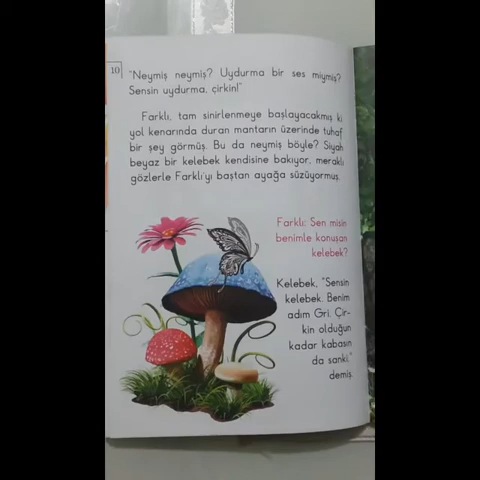 10
"Neymiş neymiş? Uydurma bir ses miymiş?
Sensin uydurma, çirkin!"
Farklı, tam sinirlenmeye başlayacakmış ki
yol kenarında duran mantarın üzerinde tuhaf
bir şey görmüş. Bu da neymiş böyle? Siyah
beyaz bir kelebek kendisine bakıyor, meraklı
gözlerle Farklı'yı baştan ayağa süzüyormuş.
Farklı: Sen misin
benimle konuşan
kelebek?
Kelebek, "Sensin
kelebek. Benim
adım Gri. Çir-
kin olduğun
kadar kabasın
da sanki."
demiş.